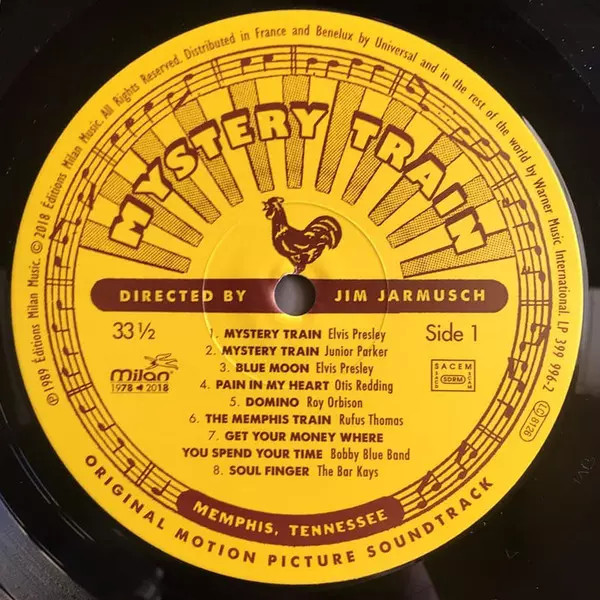 ℗1989 Éditions Milan Music. ©2018 Éditions Milan Music. All Rights Reserved. Distributed in France and Benelux by Universal and in the rest of the world by Warner Music International. LP 399 996-2
LC 8126
MYSTERY TRAIN
DIRECTED BY JIM JARMUSCH
33 1/2
Side 1
1. MYSTERY TRAIN Elvis Presley
2. MYSTERY TRAIN Junior Parker
3. BLUE MOON Elvis Presley
4. PAIN IN MY HEART Otis Redding
5. DOMINO Roy Orbison
6. THE MEMPHIS TRAIN Rufus Thomas
7. GET YOUR MONEY WHERE
YOU SPEND YOUR TIME Bobby Blue Band
8. SOUL FINGER The Bar Kays
milan
1978 2018
SACEM
SDRM
MEMPHIS, TENNESSEE
ORIGINAL MOTION PICTURE SOUNDTRACK